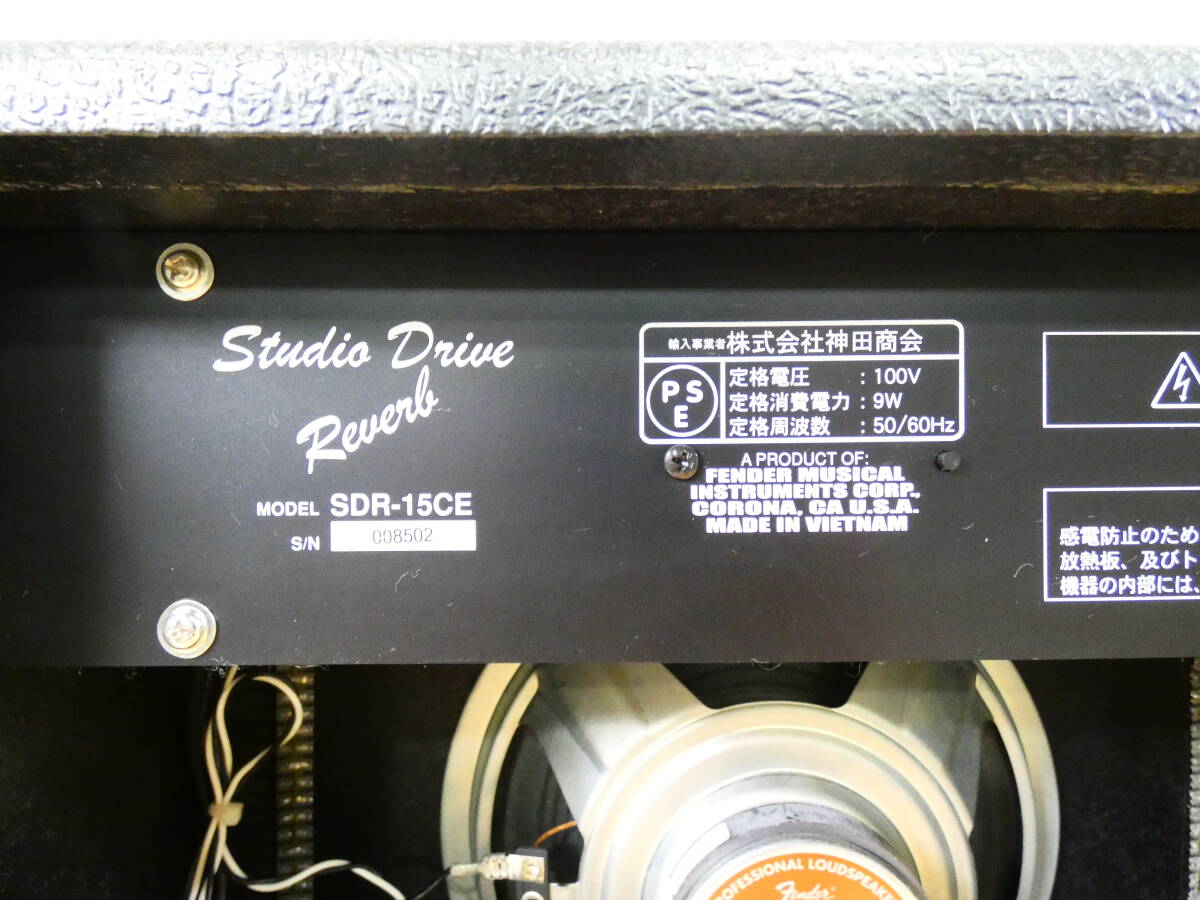 Studio Drive
Reverb
MODEL SDR-15CE
S/N 008502
輸入事業者 株式会社神田商会
PS
E
定格電圧 : 100V
定格消費電力 : 9W
定格周波数 : 50/60Hz
A PRODUCT OF:
FENDER MUSICAL
INSTRUMENTS CORP.,
CORONA, CA U.S.A.
MADE IN VIETNAM
感電防止のため
放熱板、及びト
機器の内部には、
PROFESSIONAL LOUDSPEAKE
Fender